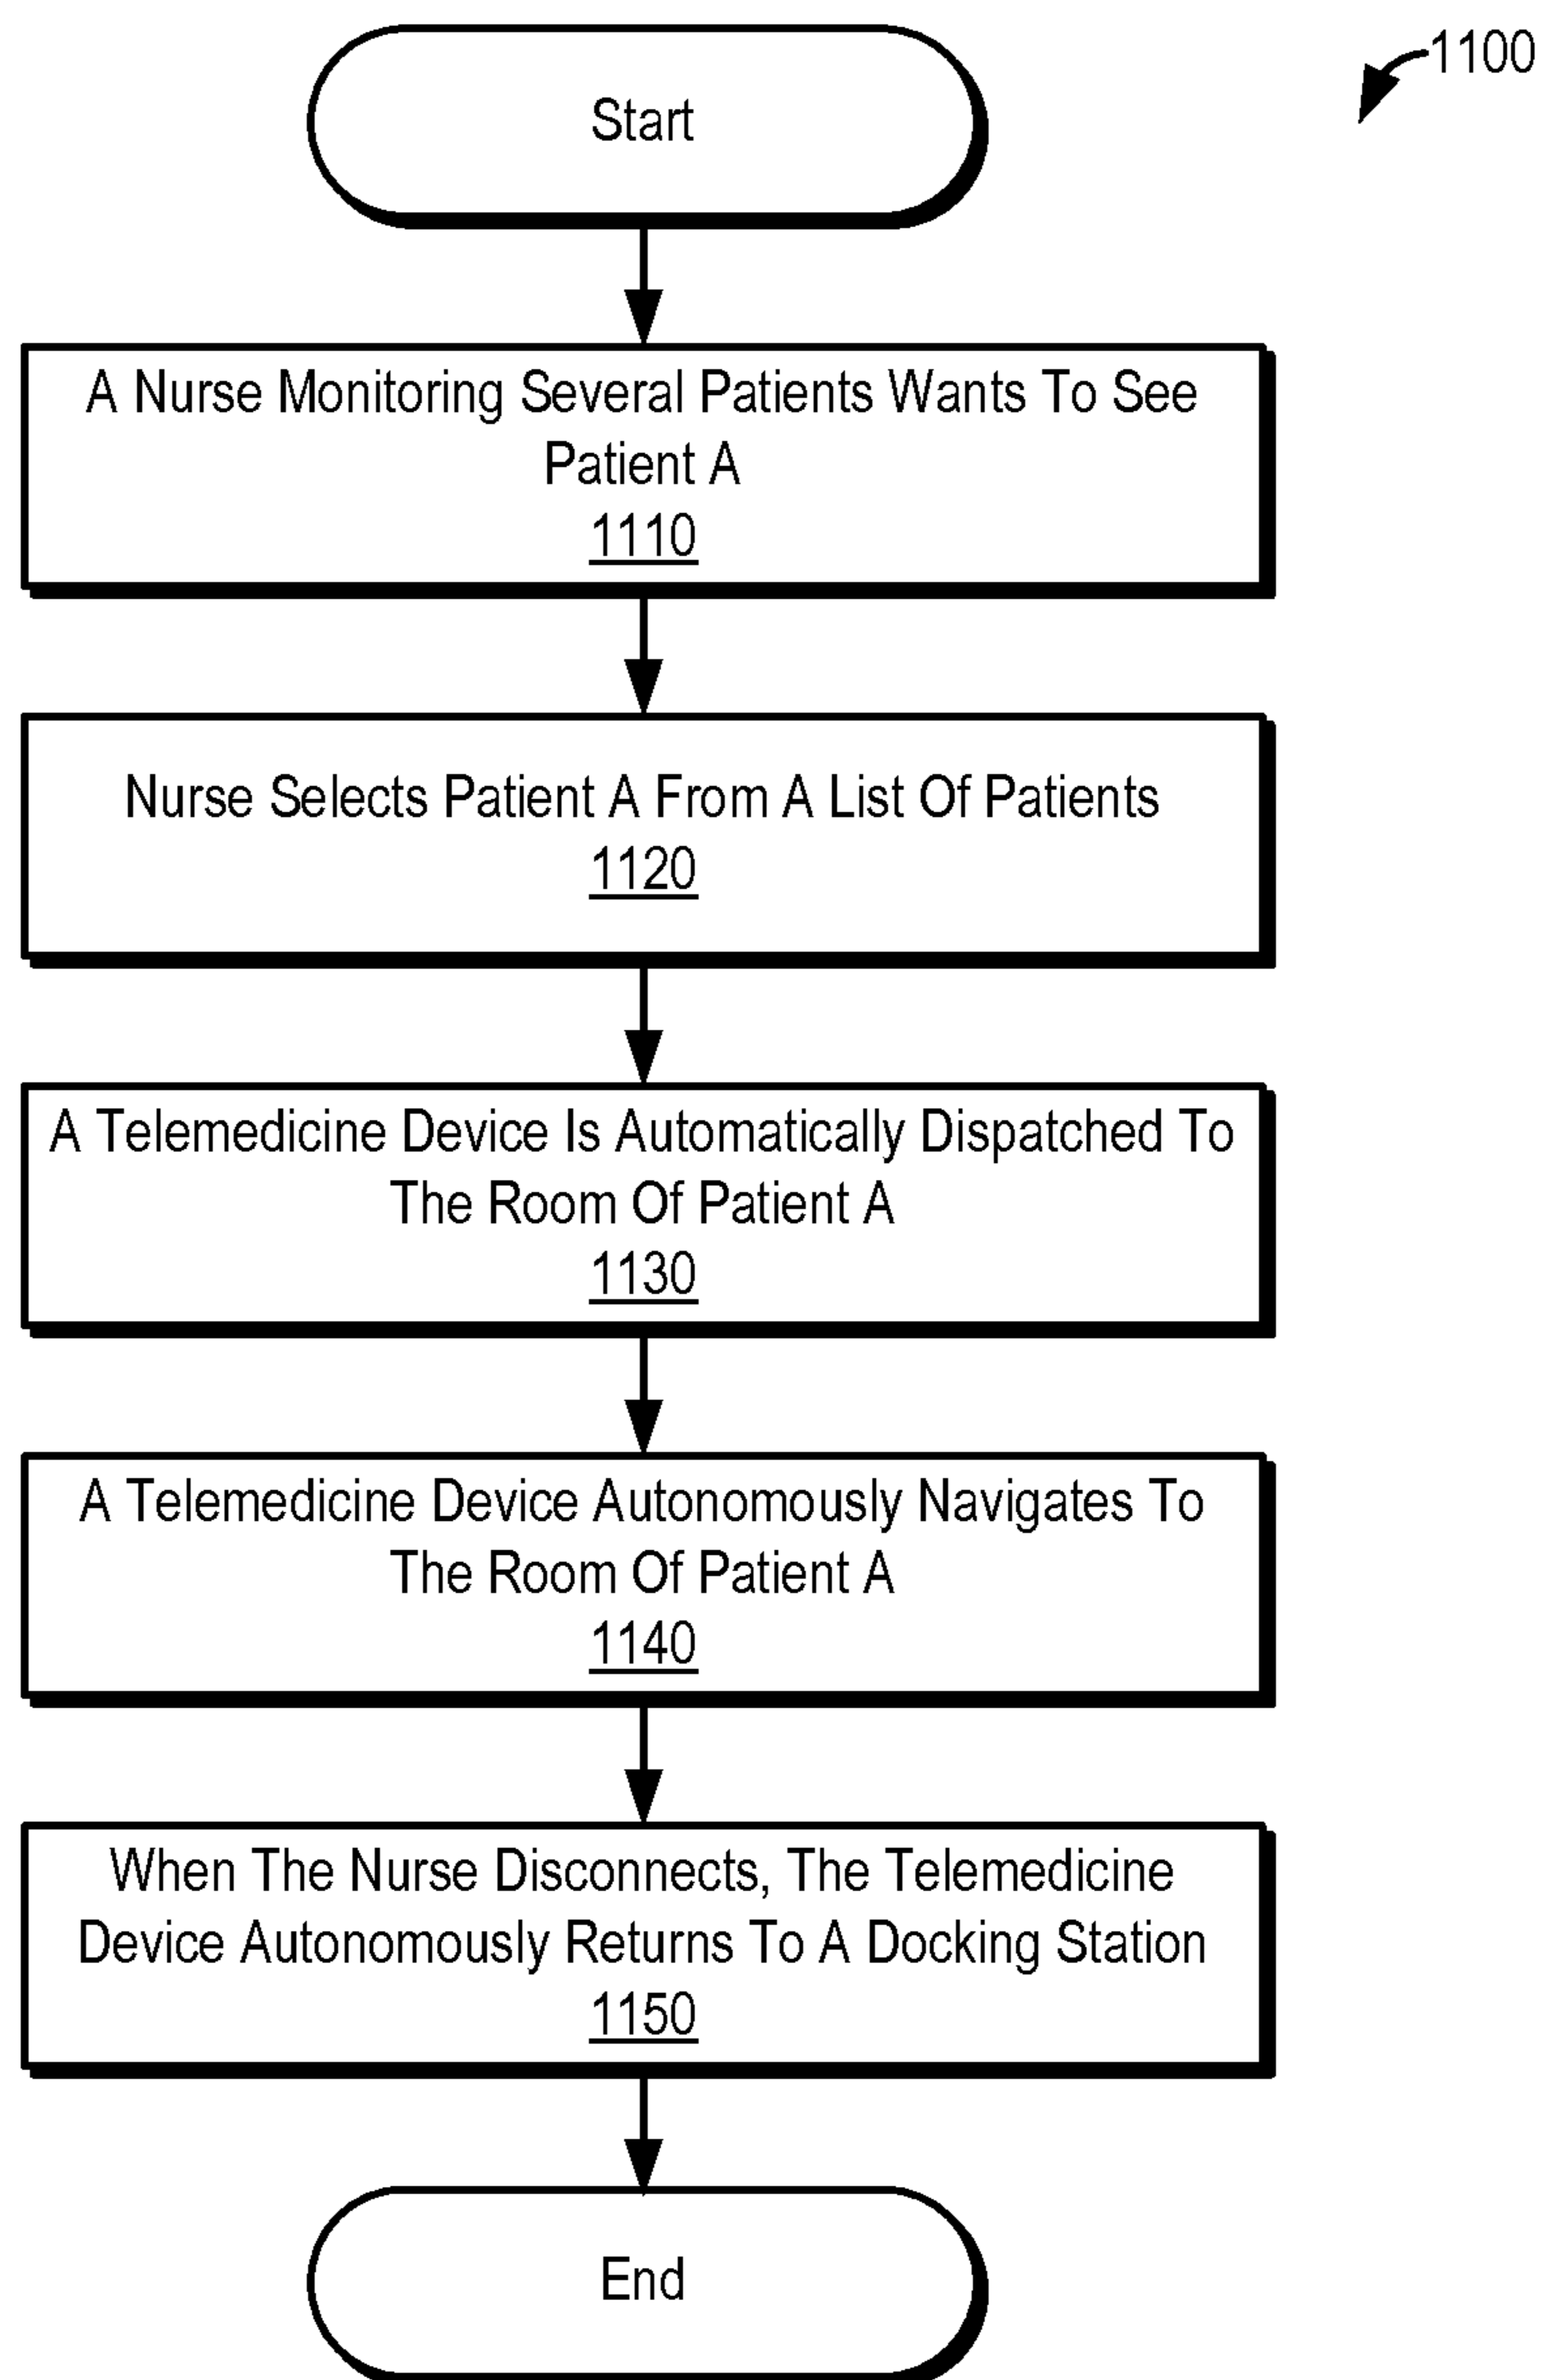 1100
Start
A Nurse Monitoring Several Patients Wants To See
Patient A
1110
Nurse Selects Patient A From A List Of Patients
1120
A Telemedicine Device Is Automatically Dispatched To
The Room Of Patient A
1130
A Telemedicine Device Autonomously Navigates To
The Room Of Patient A
1140
When The Nurse Disconnects, The Telemedicine
Device Autonomously Returns To A Docking Station
1150
End